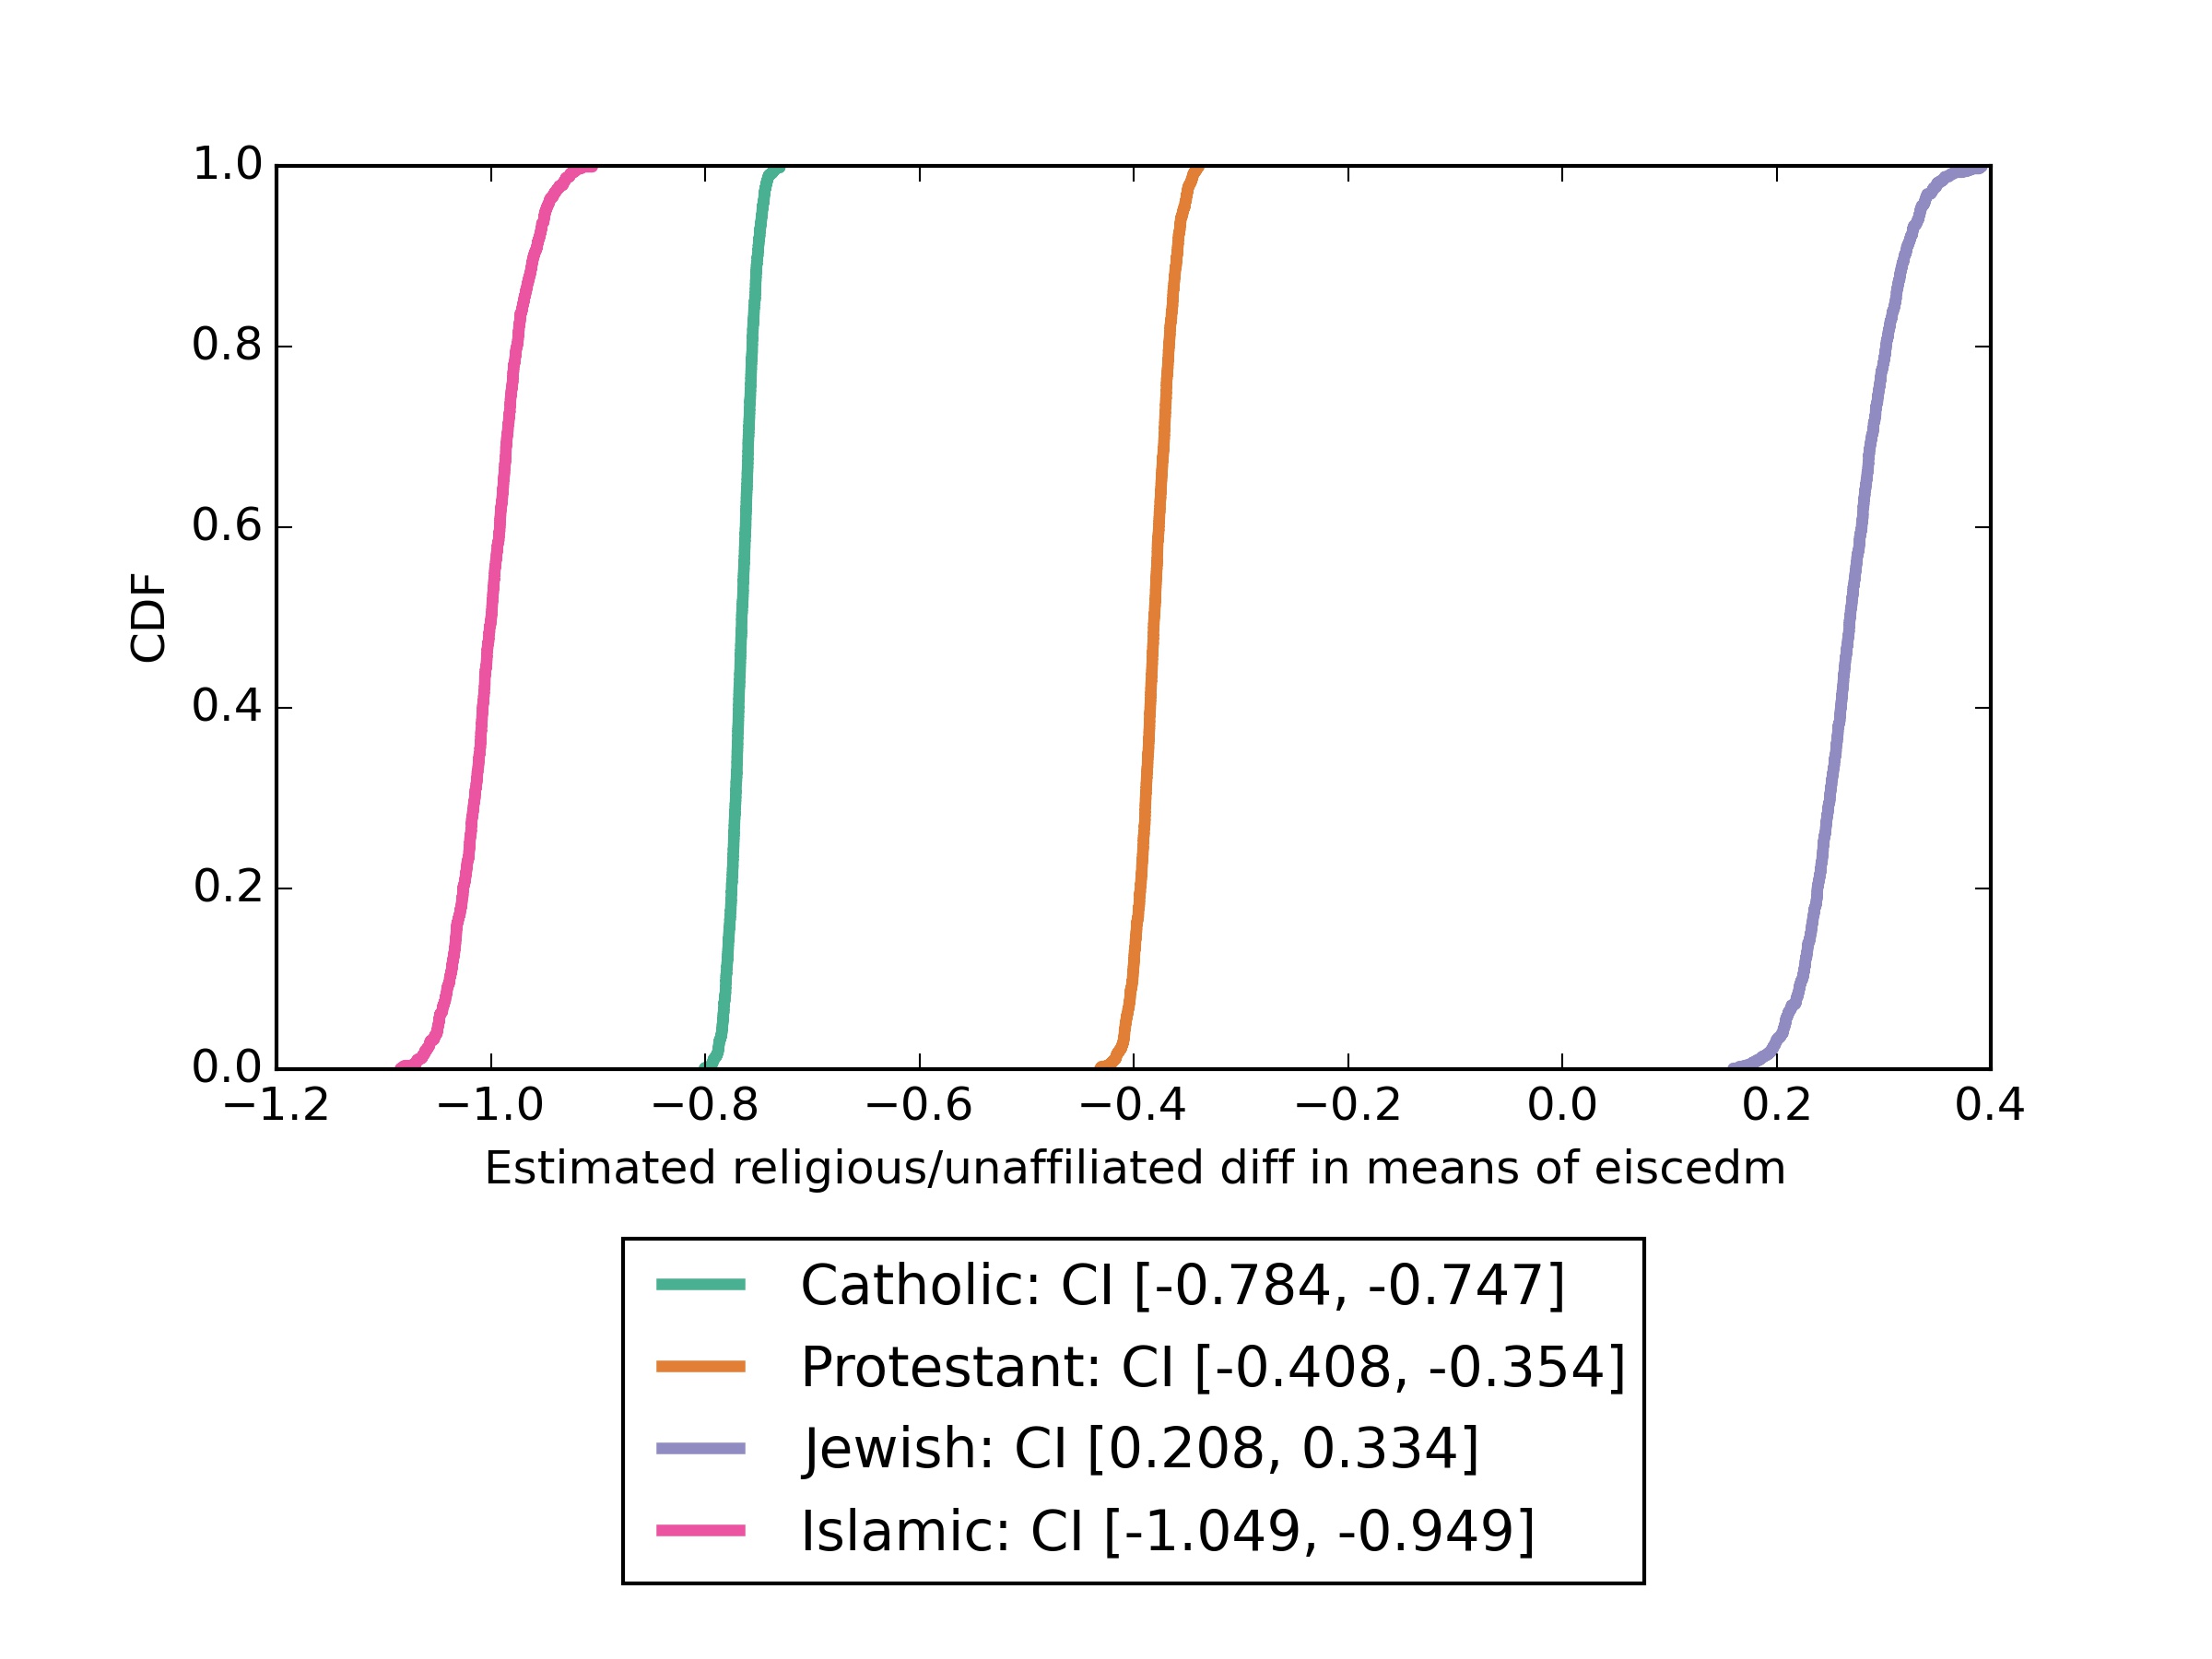 1.0
0.8
0.6
0.4
0.2
0.0
CDF
−1.2 −1.0 −0.8 −0.6 −0.4 −0.2 0.0 0.2 0.4
Estimated religious/unaffiliated diff in means of eiscedm
Catholic: CI [-0.784, -0.747]
Protestant: CI [-0.408, -0.354]
Jewish: CI [0.208, 0.334]
Islamic: CI [-1.049, -0.949]